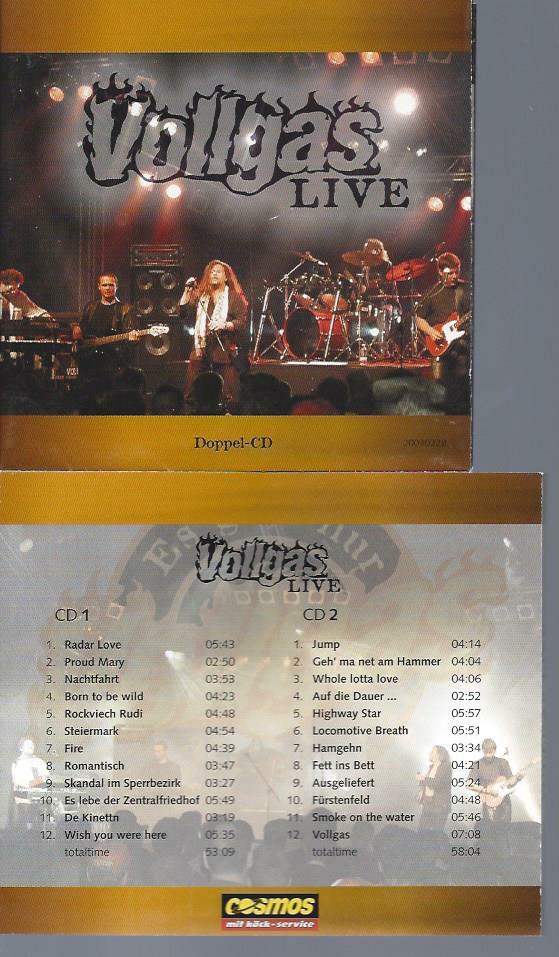 Vollgas
LIVE
Doppel-CD
20030228
Es g nur
Vollgas
LIVE
CD 1
1. Radar Love 05:43
2. Proud Mary 02:50
3. Nachtfahrt 03:53
4. Born to be wild 04:23
5. Rockviech Rudi 04:48
6. Steiermark 04:54
7. Fire 04:39
8. Romantisch 03:47
9. Skandal im Sperrbezirk 03:27
10. Es lebe der Zentralfriedhof 05:49
11. De Kinettn 03:19
12. Wish you were here 05:35
totaltime 53:09
CD 2
1. Jump 04:14
2. Geh' ma net am Hammer 04:04
3. Whole lotta love 04:06
4. Auf die Dauer ... 02:52
5. Highway Star 05:57
6. Locomotive Breath 05:51
7. Hamgehn 03:34
8. Fett ins Bett 04:21
9. Ausgeliefert 05:24
10. Fürstenfeld 04:48
11. Smoke on the water 05:46
12. Vollgas 07:08
totaltime 58:04
cosmos
mit köck-service